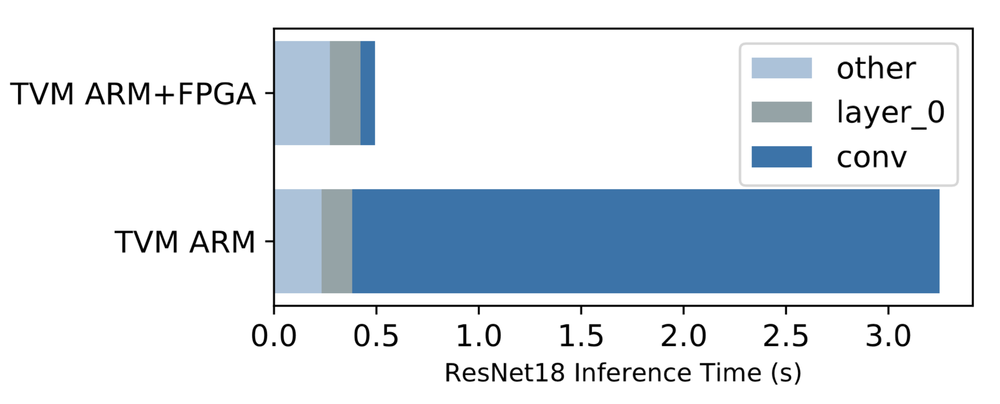 TVM ARM+FPGA
other
layer_0
conv
TVM ARM
0.0 0.5 1.0 1.5 2.0 2.5 3.0
ResNet18 Inference Time (s)